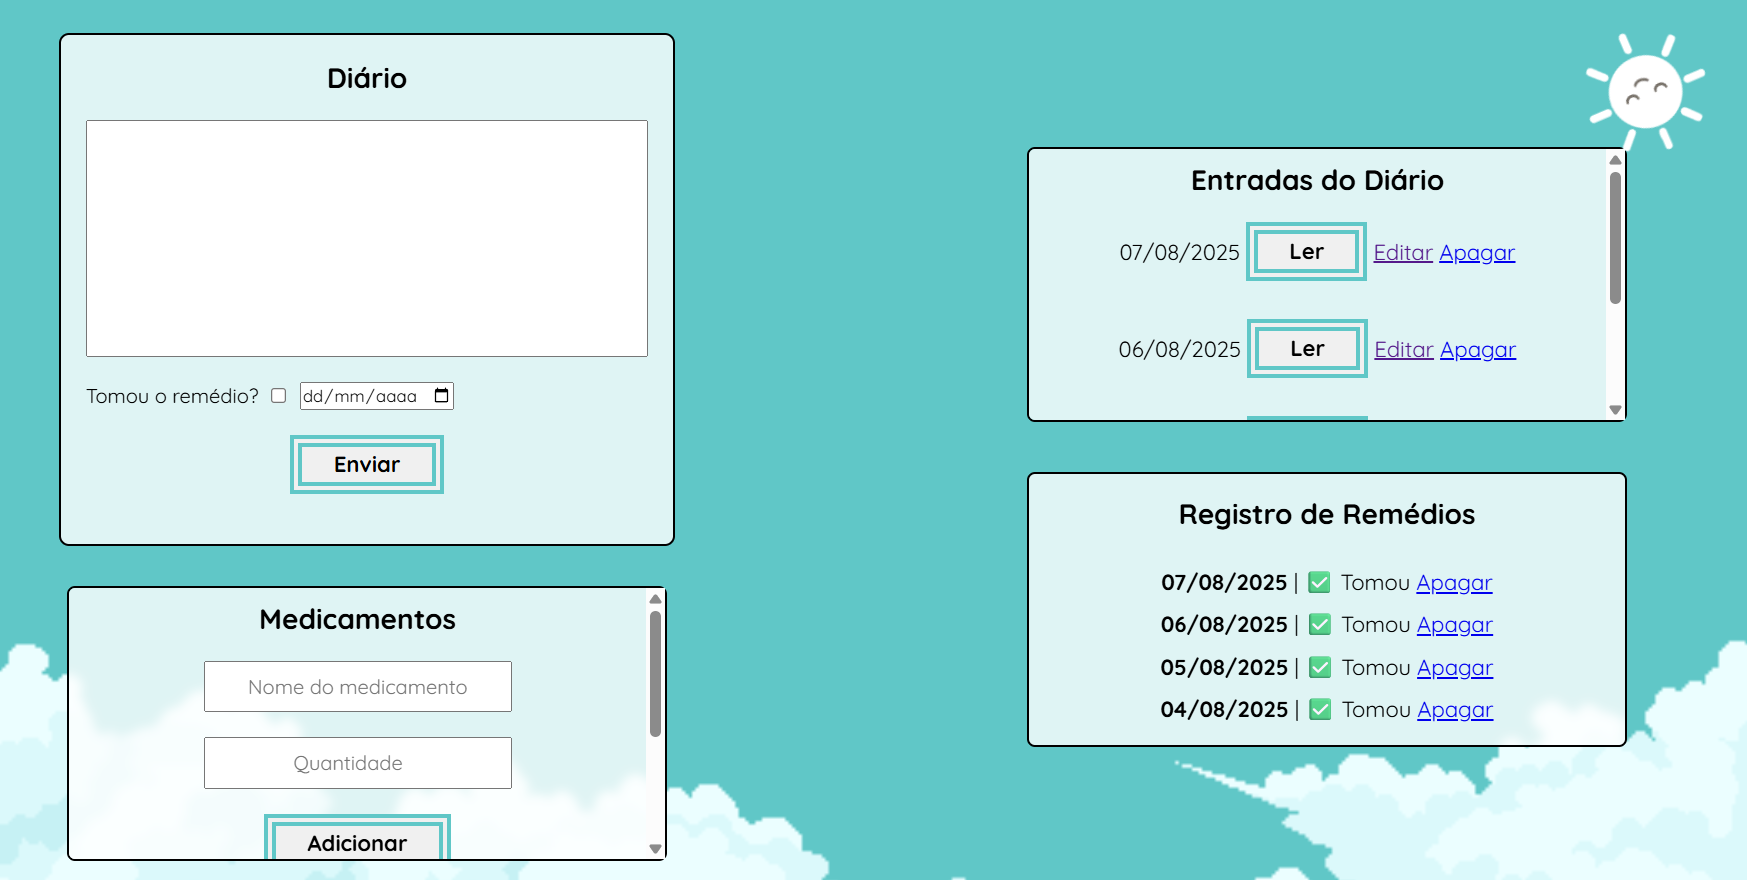 Diário
Tomou o remédio? dd/mm/aaaa
Enviar
Medicamentos
Nome do medicamento
Quantidade
Adicionar
Entradas do Diário
07/08/2025 Ler Editar Apagar
06/08/2025 Ler Editar Apagar
Registro de Remédios
07/08/2025 | ✅ Tomou Apagar
06/08/2025 | ✅ Tomou Apagar
05/08/2025 | ✅ Tomou Apagar
04/08/2025 | ✅ Tomou Apagar